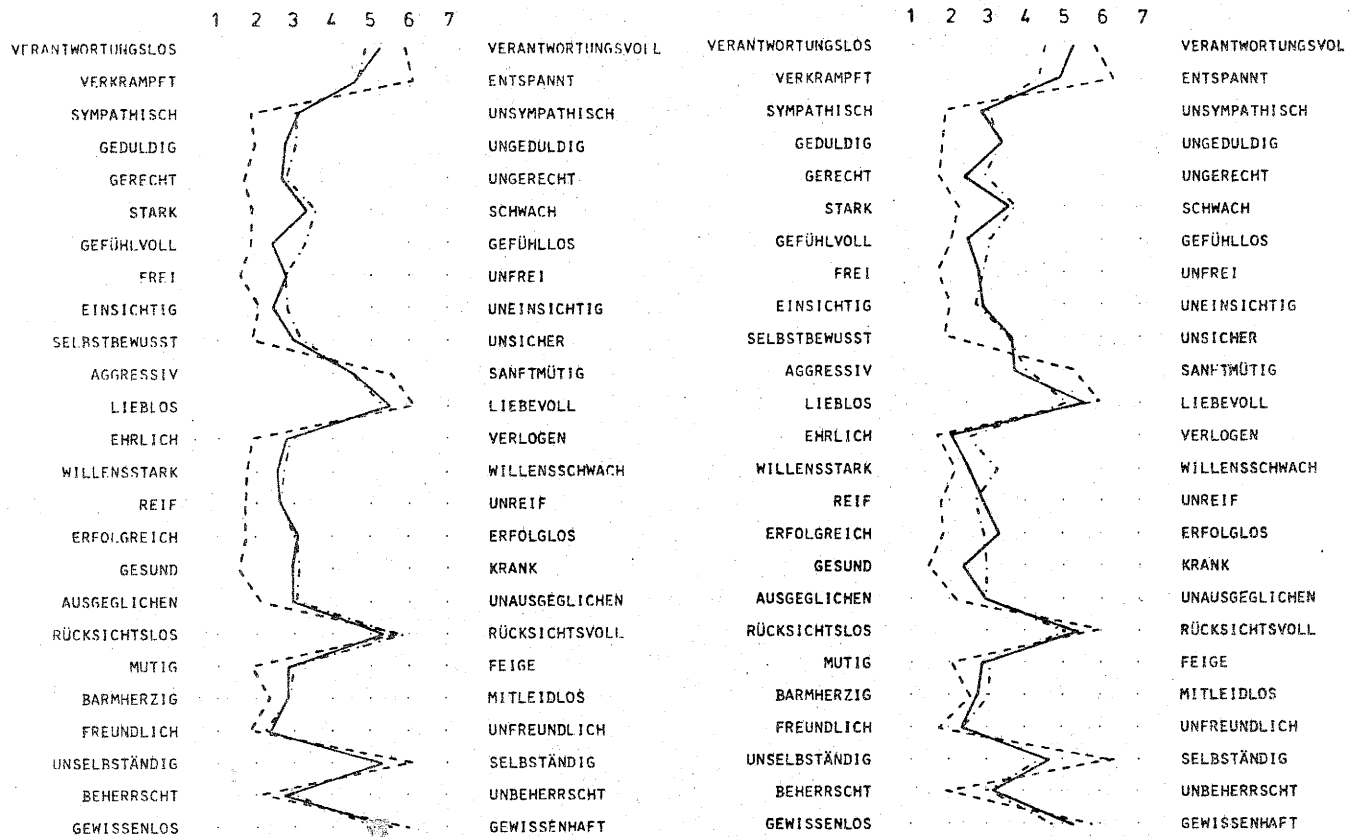 1 2 3 4 5 6 7 1 2 3 4 5 6 7
VERANTWORTUNGSLOS VERANTWORTUNGSVOLL VERANTWORTUNGSLOS VERANTWORTUNGSVOL
VERKRAMPFT ENTSPANNT VERKRAMPFT ENTSPANNT
SYMPATHISCH UNSYMPATHISCH SYMPATHISCH UNSYMPATHISCH
GEDULDIG UNGEDULDIG GEDULDIG UNGEDULDIG
GERECHT UNGERECHT GERECHT UNGERECHT
STARK SCHWACH STARK SCHWACH
GEFÜHLVOLL GEFÜHLLOS GEFÜHLVOLL GEFÜHLLOS
FREI UNFREI FREI UNFREI
EINSICHTIG UNEINSICHTIG EINSICHTIG UNEINSICHTIG
SELBSTBEWUSST UNSICHER SELBSTBEWUSST UNSICHER
AGGRESSIV SANFTMÜTIG AGGRESSIV SANFTMÜTIG
LIEBLOS LIEBEVOLL LIEBLOS LIEBEVOLL
EHRLICH VERLOGEN EHRLICH VERLOGEN
WILLENSSTARK WILLENSSCHWACH WILLENSSTARK WILLENSSCHWACH
REIF UNREIF REIF UNREIF
ERFOLGREICH ERFOLGLOS ERFOLGREICH ERFOLGLOS
GESUND KRANK GESUND KRANK
AUSGEGLICHEN UNAUSGEGLICHEN AUSGEGLICHEN UNAUSGEGLICHEN
RÜCKSICHTSLOS RÜCKSICHTSVOLL RÜCKSICHTSLOS RÜCKSICHTSVOLL
MUTIG FEIGE MUTIG FEIGE
BARMHERZIG MITLEIDLOS BARMHERZIG MITLEIDLOS
FREUNDLICH UNFREUNDLICH FREUNDLICH UNFREUNDLICH
UNSELBSTÄNDIG SELBSTÄNDIG UNSELBSTÄNDIG SELBSTÄNDIG
BEHERRSCHT UNBEHERRSCHT BEHERRSCHT UNBEHERRSCHT
GEWISSENLOS GEWISSENHAFT GEWISSENLOS GEWISSENHAFT